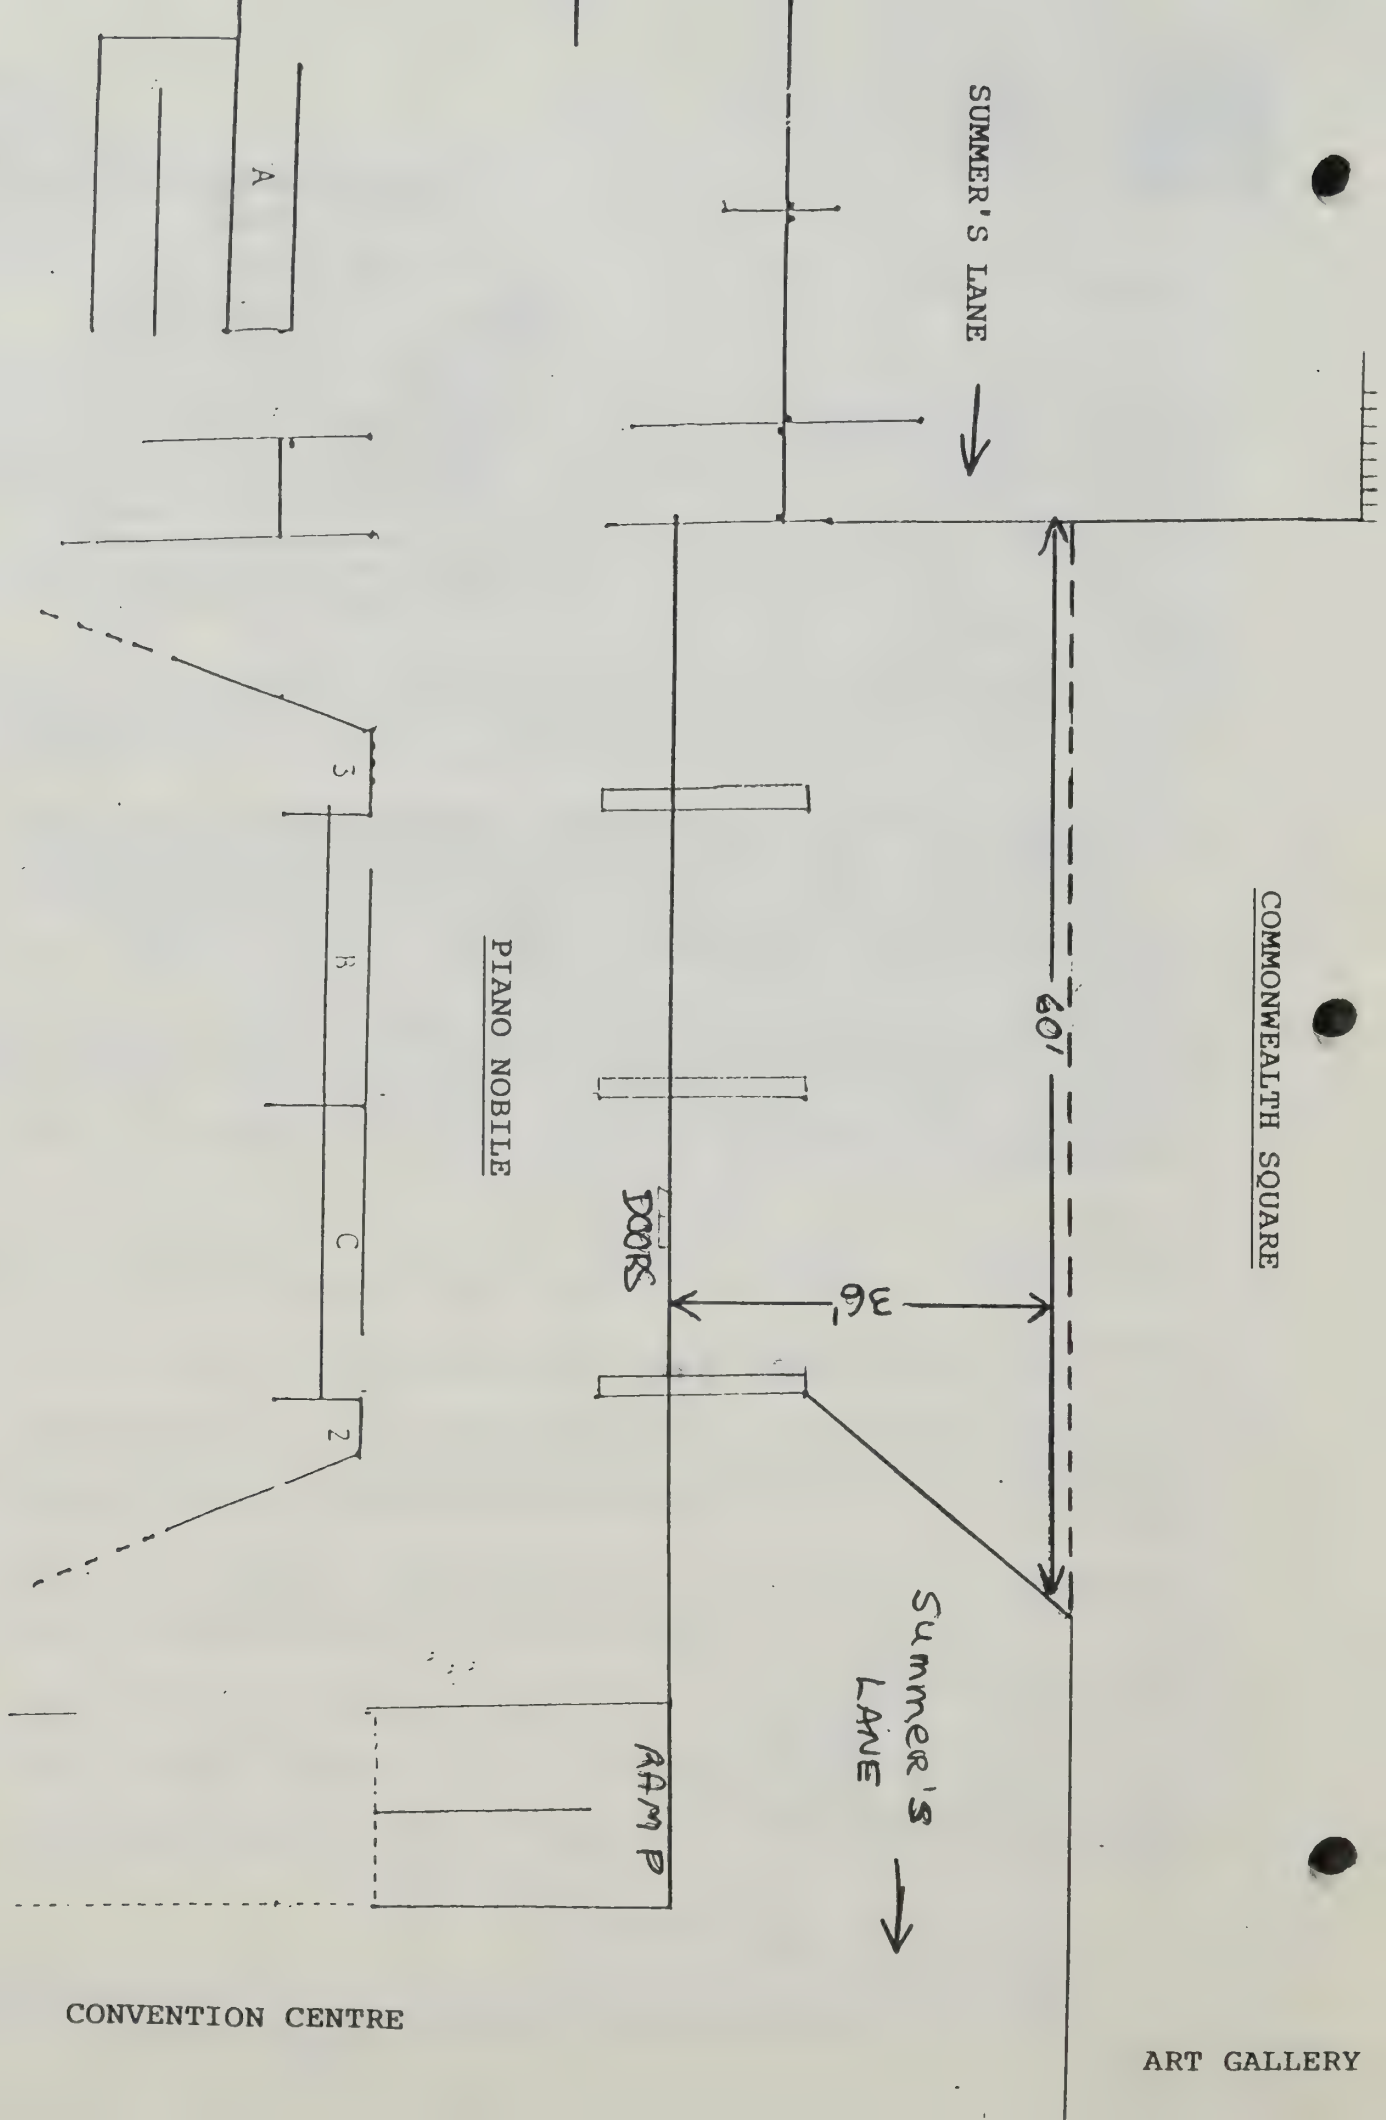 SUMMER'S LANE
A
COMMONWEALTH SQUARE
60'
3
B
PIANO NOBILE
DOORS
36'
C
2
Summer's
LANE
RAMP
CONVENTION CENTRE
ART GALLERY